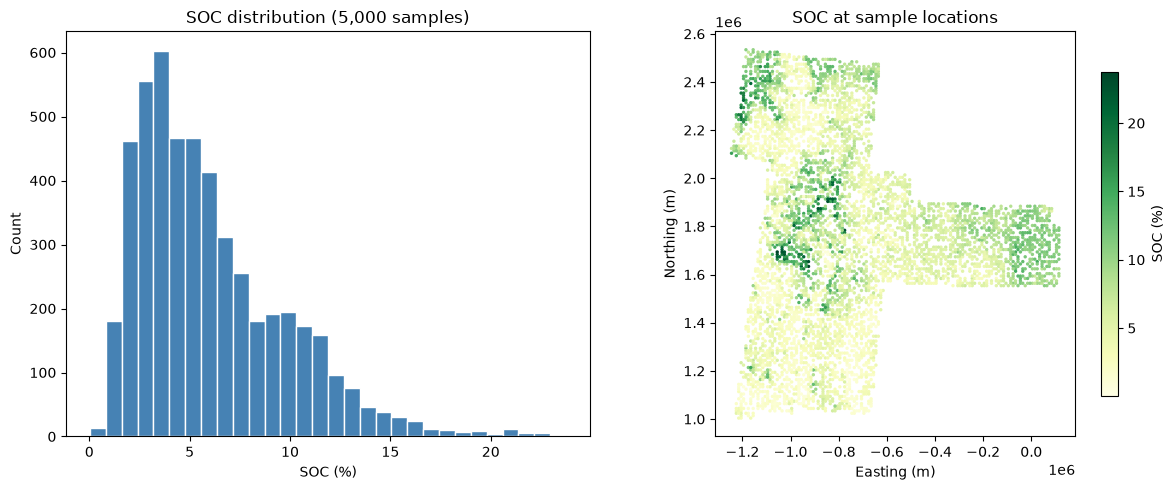 SOC distribution (5,000 samples)
600
500
400
300
200
100
0
Count
0 5 10 15 20
SOC (%)
SOC at sample locations
1e6
2.6
2.4
2.2
2.0
1.8
1.6
1.4
1.2
1.0
Northing (m)
−1.2 −1.0 −0.8 −0.6 −0.4 −0.2 0.0
1e6
Easting (m)
20
15
10
5
SOC (%)